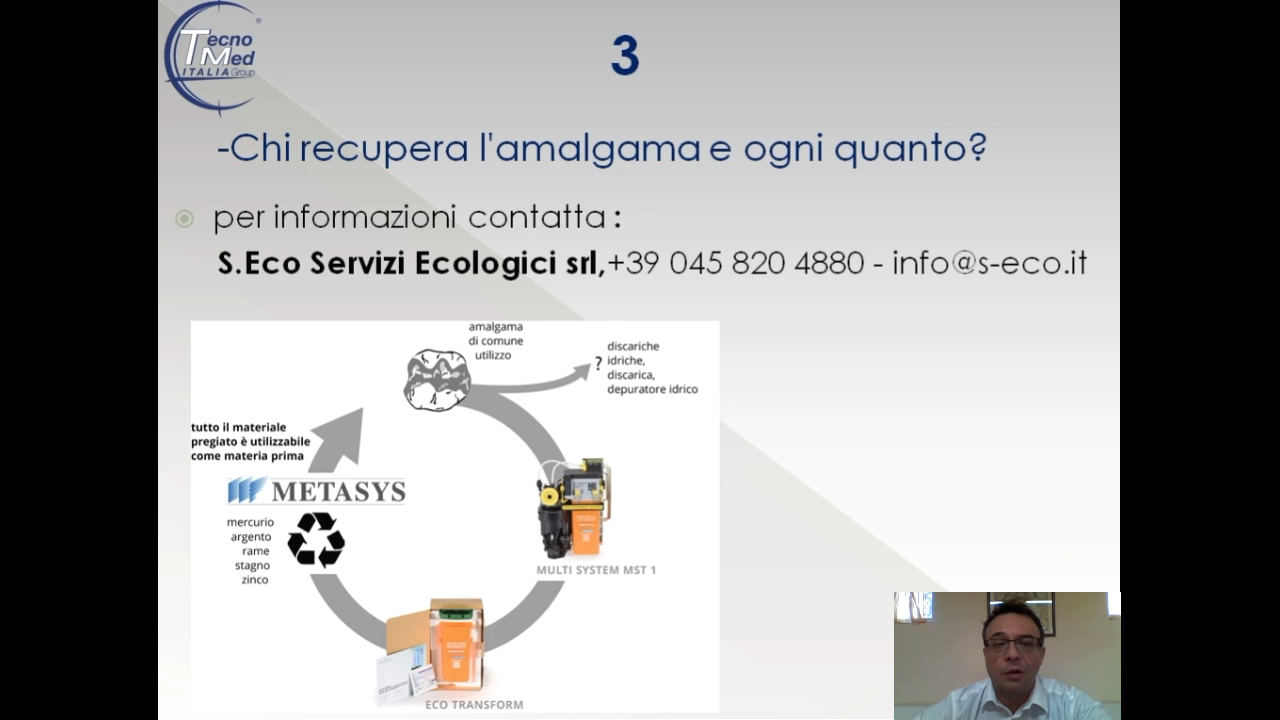 Tecno
Med
ITALIA Group
®
3
-Chi recupera l'amalgama e ogni quanto?
per informazioni contatta :
S.Eco Servizi Ecologici srl,+39 045 820 4880 - info@s-eco.it
amalgama
di comune
utilizzo
?
discariche
idriche,
discarica,
depuratore idrico
tutto il materiale
pregiato è utilizzabile
come materia prima
METASYS
mercurio
argento
rame
stagno
zinco
MULTI SYSTEM MST 1
ECO TRANSFORM